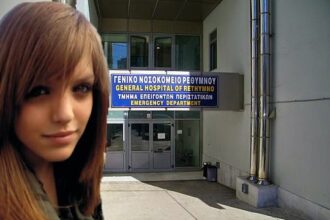 ΓΕΝΙΚΟ ΝΟΣΟΚΟΜΕΙΟ ΡΕΘΥΜΝΟΥ
GENERAL HOSPITAL OF RETHYMNO
ΤΜΗΜΑ ΕΠΕΙΓΟΝΤΩΝ ΠΕΡΙΣΤΑΤΙΚΩΝ
EMERGENCY DEPARTMENT